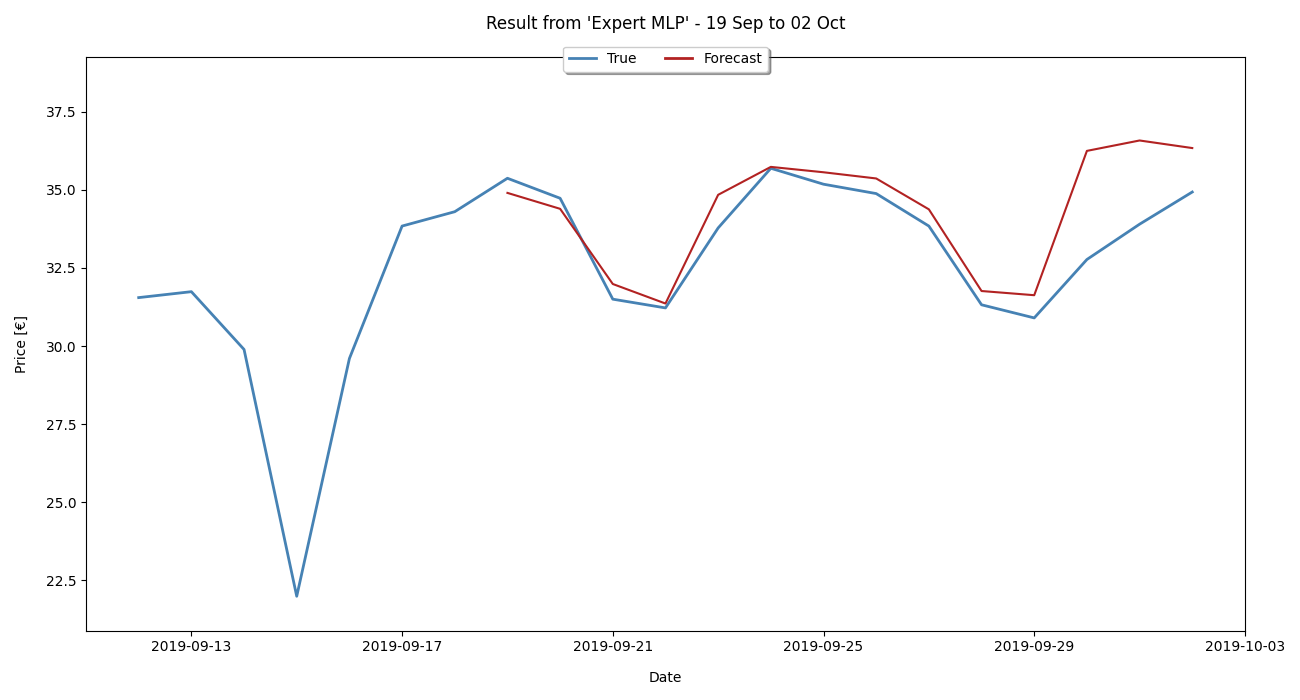 Result from 'Expert MLP' - 19 Sep to 02 Oct
True Forecast
37.5
35.0
32.5
30.0
27.5
25.0
22.5
Price [€]
2019-09-13 2019-09-17 2019-09-21 2019-09-25 2019-09-29 2019-10-03
Date